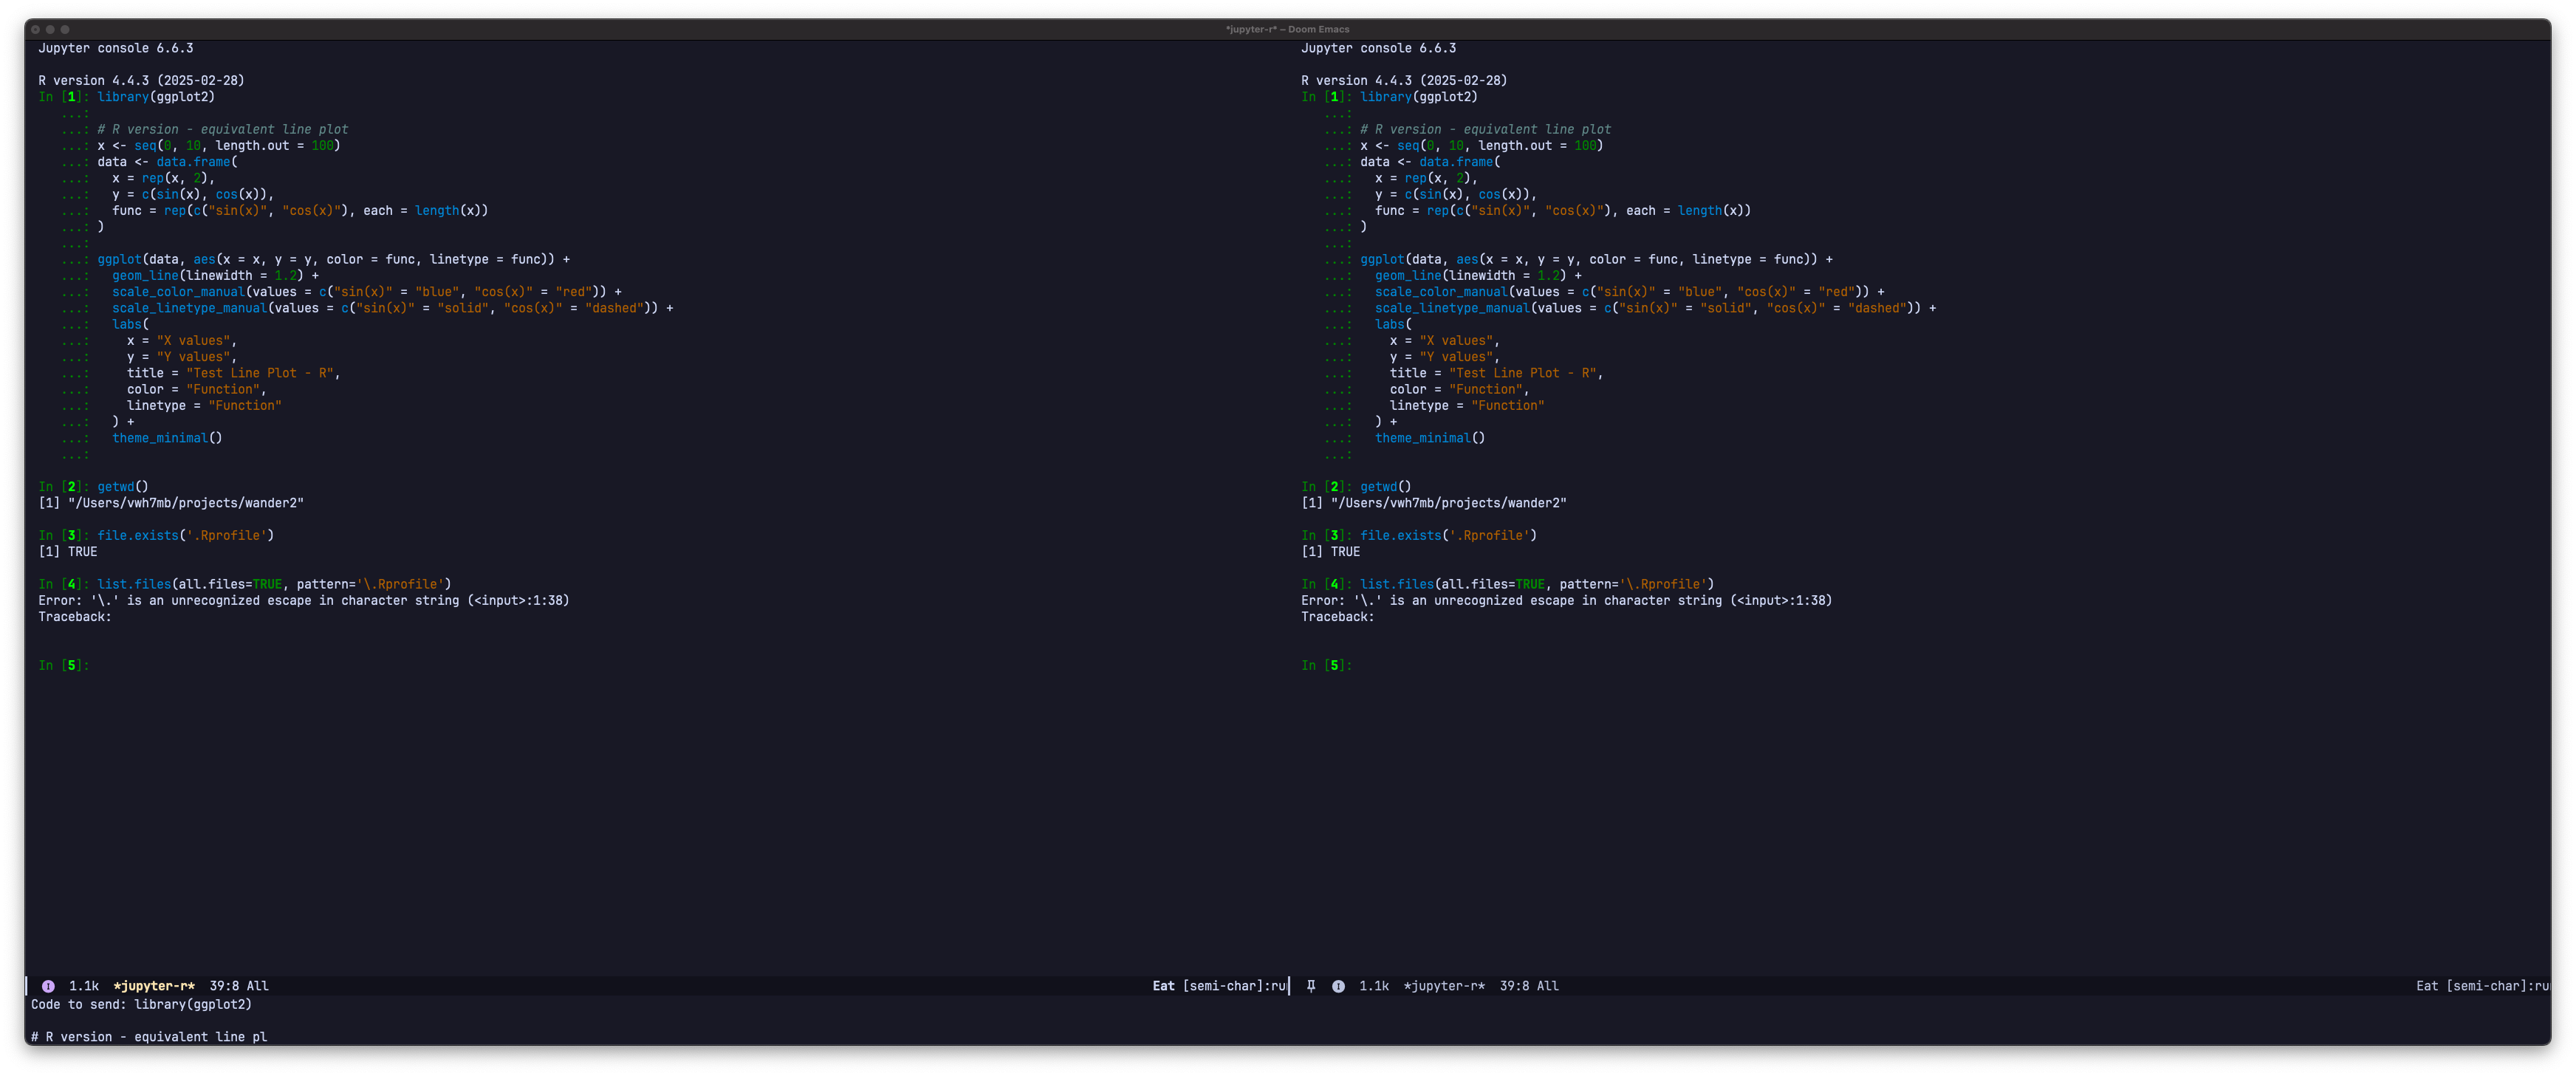 *jupyter-r* – Doom Emacs
Jupyter console 6.6.3
R version 4.4.3 (2025-02-28)
In [1]: library(ggplot2)
...:
...: # R version - equivalent line plot
...: x <- seq(0, 10, length.out = 100)
...: data <- data.frame(
...:   x = rep(x, 2),
...:   y = c(sin(x), cos(x)),
...:   func = rep(c("sin(x)", "cos(x)"), each = length(x))
...: )
...:
...: ggplot(data, aes(x = x, y = y, color = func, linetype = func)) +
...:   geom_line(linewidth = 1.2) +
...:   scale_color_manual(values = c("sin(x)" = "blue", "cos(x)" = "red")) +
...:   scale_linetype_manual(values = c("sin(x)" = "solid", "cos(x)" = "dashed")) +
...:   labs(
...:     x = "X values",
...:     y = "Y values",
...:     title = "Test Line Plot - R",
...:     color = "Function",
...:     linetype = "Function"
...:   ) +
...:   theme_minimal()
...:
In [2]: getwd()
[1] "/Users/vwh7mb/projects/wander2"
In [3]: file.exists('.Rprofile')
[1] TRUE
In [4]: list.files(all.files=TRUE, pattern='\.Rprofile')
Error: '\.' is an unrecognized escape in character string (<input>:1:38)
Traceback:
In [5]:
1.1k *jupyter-r* 39:8 All
Eat [semi-char]:ru
Jupyter console 6.6.3
R version 4.4.3 (2025-02-28)
In [1]: library(ggplot2)
...:
...: # R version - equivalent line plot
...: x <- seq(0, 10, length.out = 100)
...: data <- data.frame(
...:   x = rep(x, 2),
...:   y = c(sin(x), cos(x)),
...:   func = rep(c("sin(x)", "cos(x)"), each = length(x))
...: )
...:
...: ggplot(data, aes(x = x, y = y, color = func, linetype = func)) +
...:   geom_line(linewidth = 1.2) +
...:   scale_color_manual(values = c("sin(x)" = "blue", "cos(x)" = "red")) +
...:   scale_linetype_manual(values = c("sin(x)" = "solid", "cos(x)" = "dashed")) +
...:   labs(
...:     x = "X values",
...:     y = "Y values",
...:     title = "Test Line Plot - R",
...:     color = "Function",
...:     linetype = "Function"
...:   ) +
...:   theme_minimal()
...:
In [2]: getwd()
[1] "/Users/vwh7mb/projects/wander2"
In [3]: file.exists('.Rprofile')
[1] TRUE
In [4]: list.files(all.files=TRUE, pattern='\.Rprofile')
Error: '\.' is an unrecognized escape in character string (<input>:1:38)
Traceback:
In [5]:
1.1k *jupyter-r* 39:8 All
Eat [semi-char]:ru
Code to send: library(ggplot2)
# R version - equivalent line pl